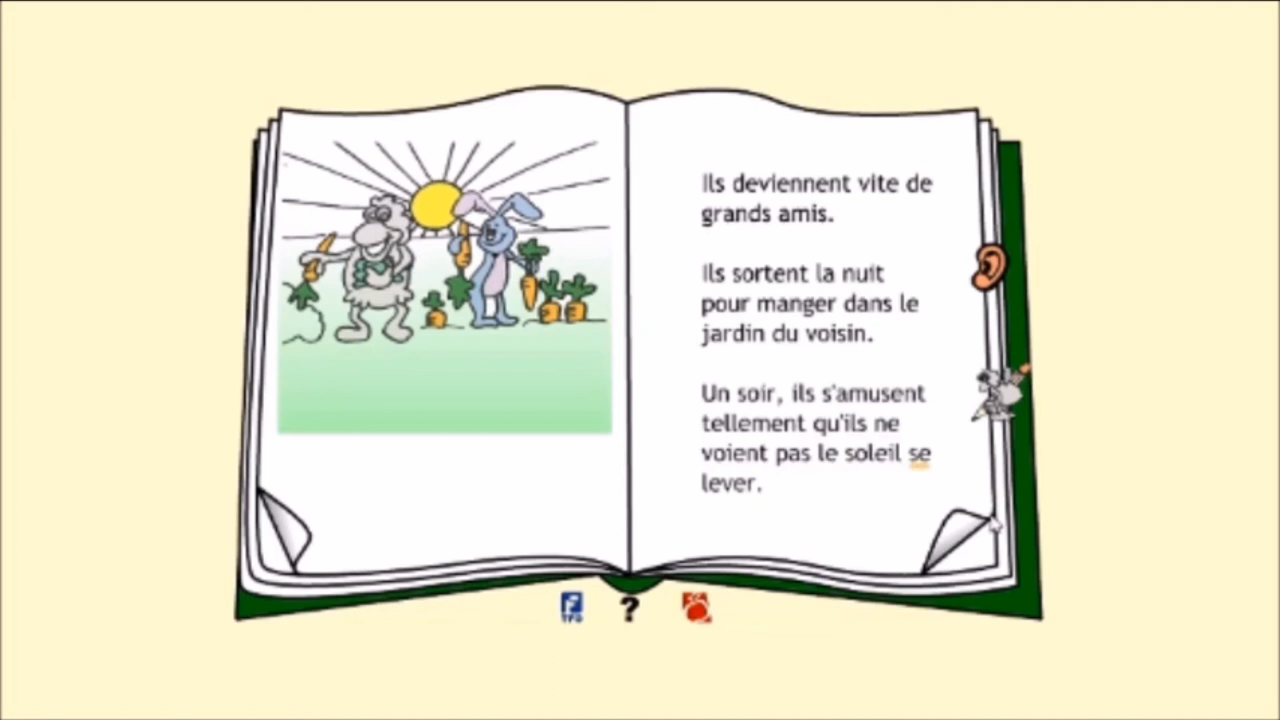 Ils deviennent vite de
grands amis.
Ils sortent la nuit
pour manger dans le
jardin du voisin.
Un soir, ils s'amusent
tellement qu'ils ne
voient pas le soleil se
lever.
?